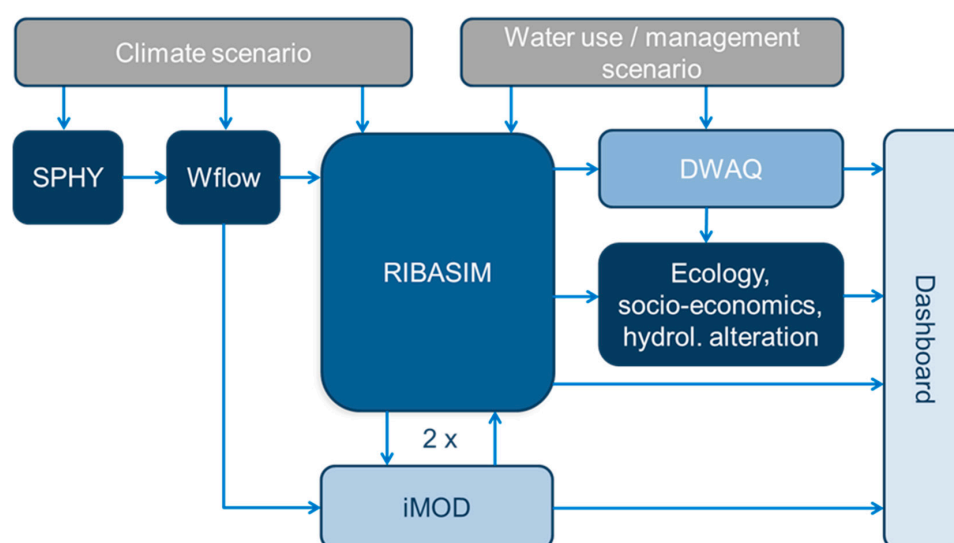 Climate scenario
Water use / management
scenario
SPHY
Wflow
RIBASIM
DWAQ
Ecology,
socio-economics,
hydrol. alteration
Dashboard
2 x
iMOD